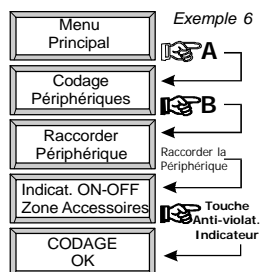 Exemple 6
Menu
Principal
A
Codage
Périphériques
B
Raccorder
Périphérique
Raccorder la
Périphérique
Indicat. ON-OFF
Zone Accessoires
Touche
Anti-violat.
Indicateur
CODAGE
OK